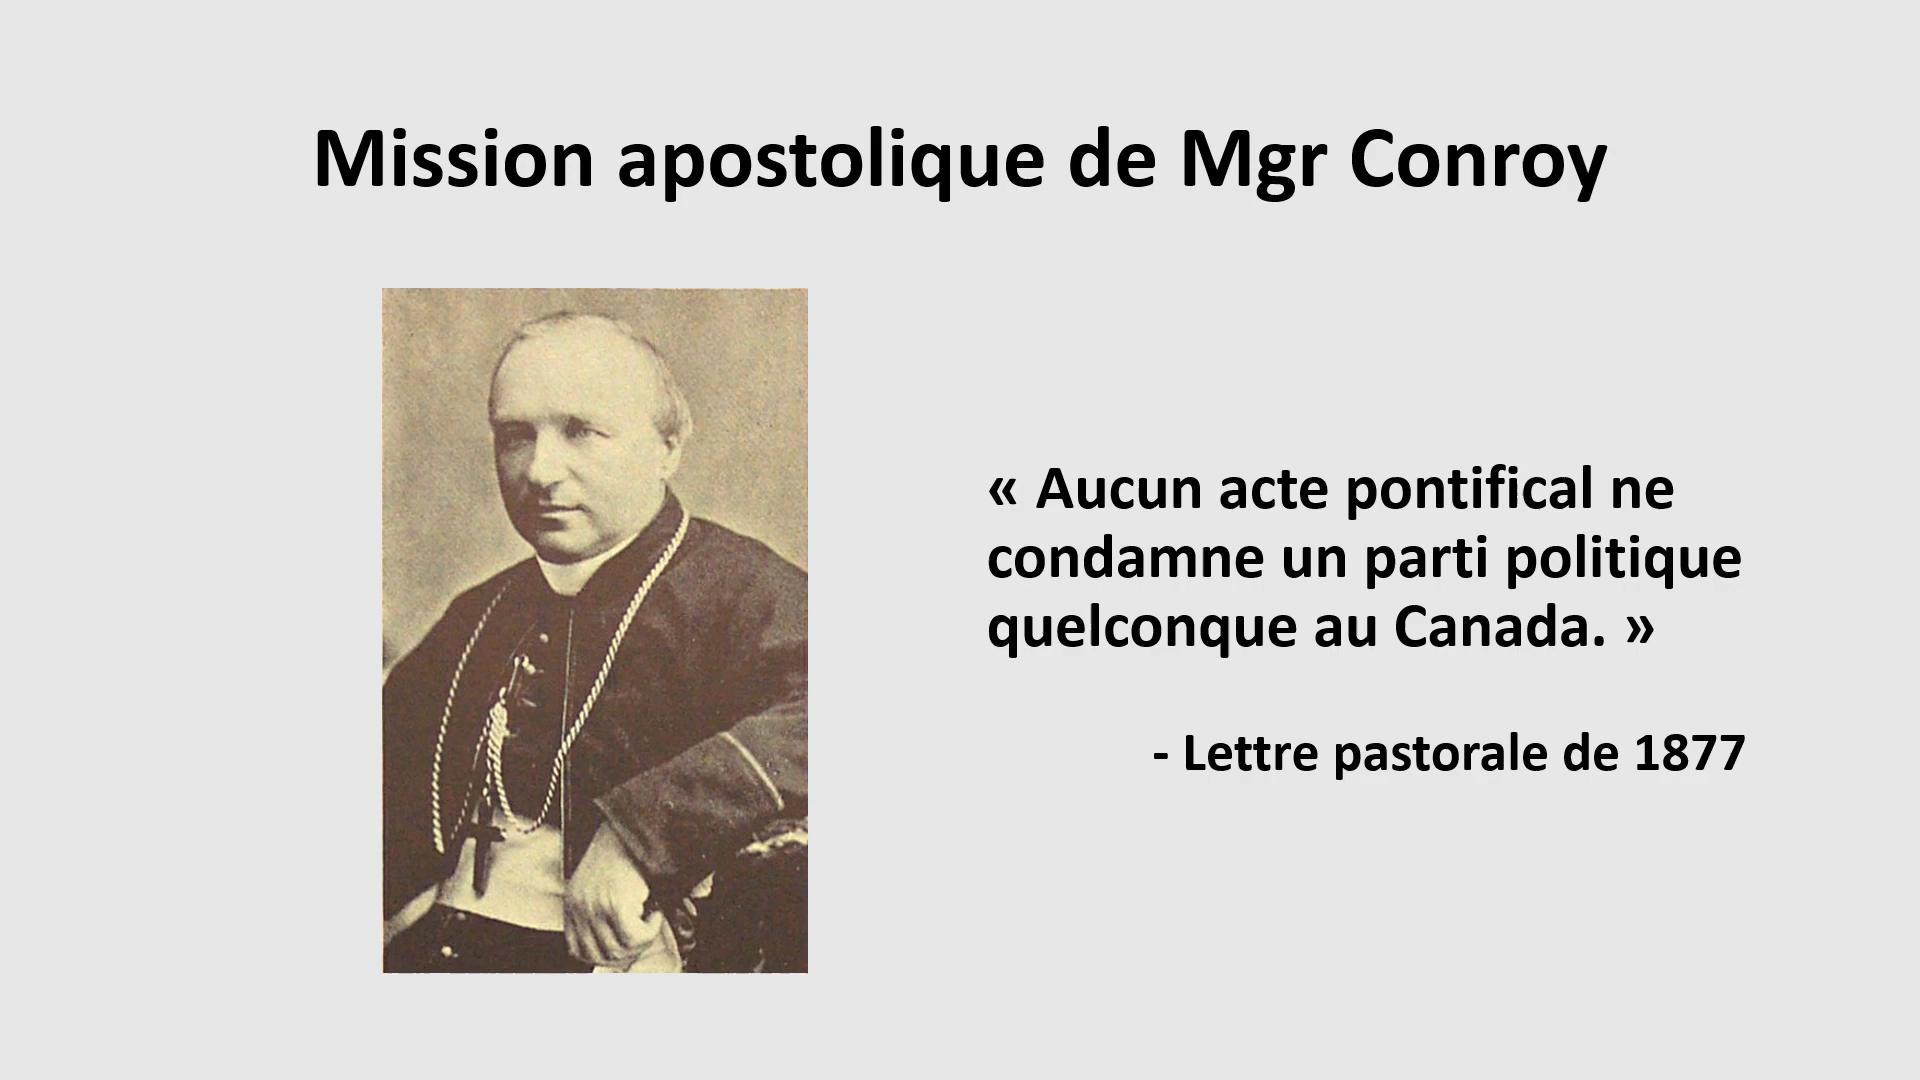 Mission apostolique de Mgr Conroy
« Aucun acte pontifical ne
condamne un parti politique
quelconque au Canada. »
- Lettre pastorale de 1877